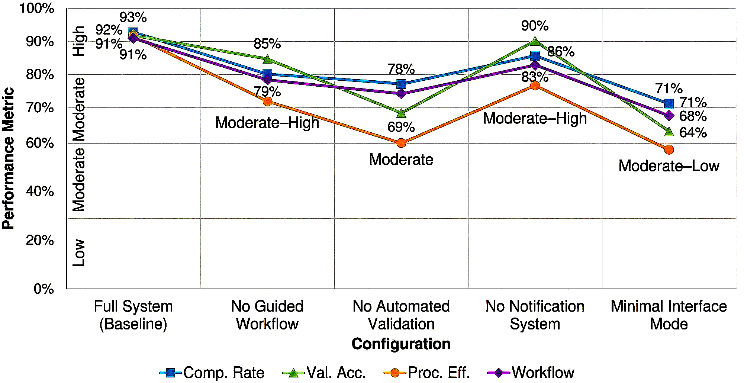 100%
90%
80%
70%
60%
40%
20%
0%
Performance Metric
High
Moderate
Moderate
Low
93%
92%
91%
91%
85%
79%
Moderate–High
78%
69%
Moderate
90%
86%
83%
Moderate–High
71%
71%
68%
64%
Moderate–Low
Full System
(Baseline)
No Guided
Workflow
No Automated
Validation
No Notification
System
Minimal Interface
Mode
Configuration
Comp. Rate
Val. Acc.
Proc. Eff.
Workflow